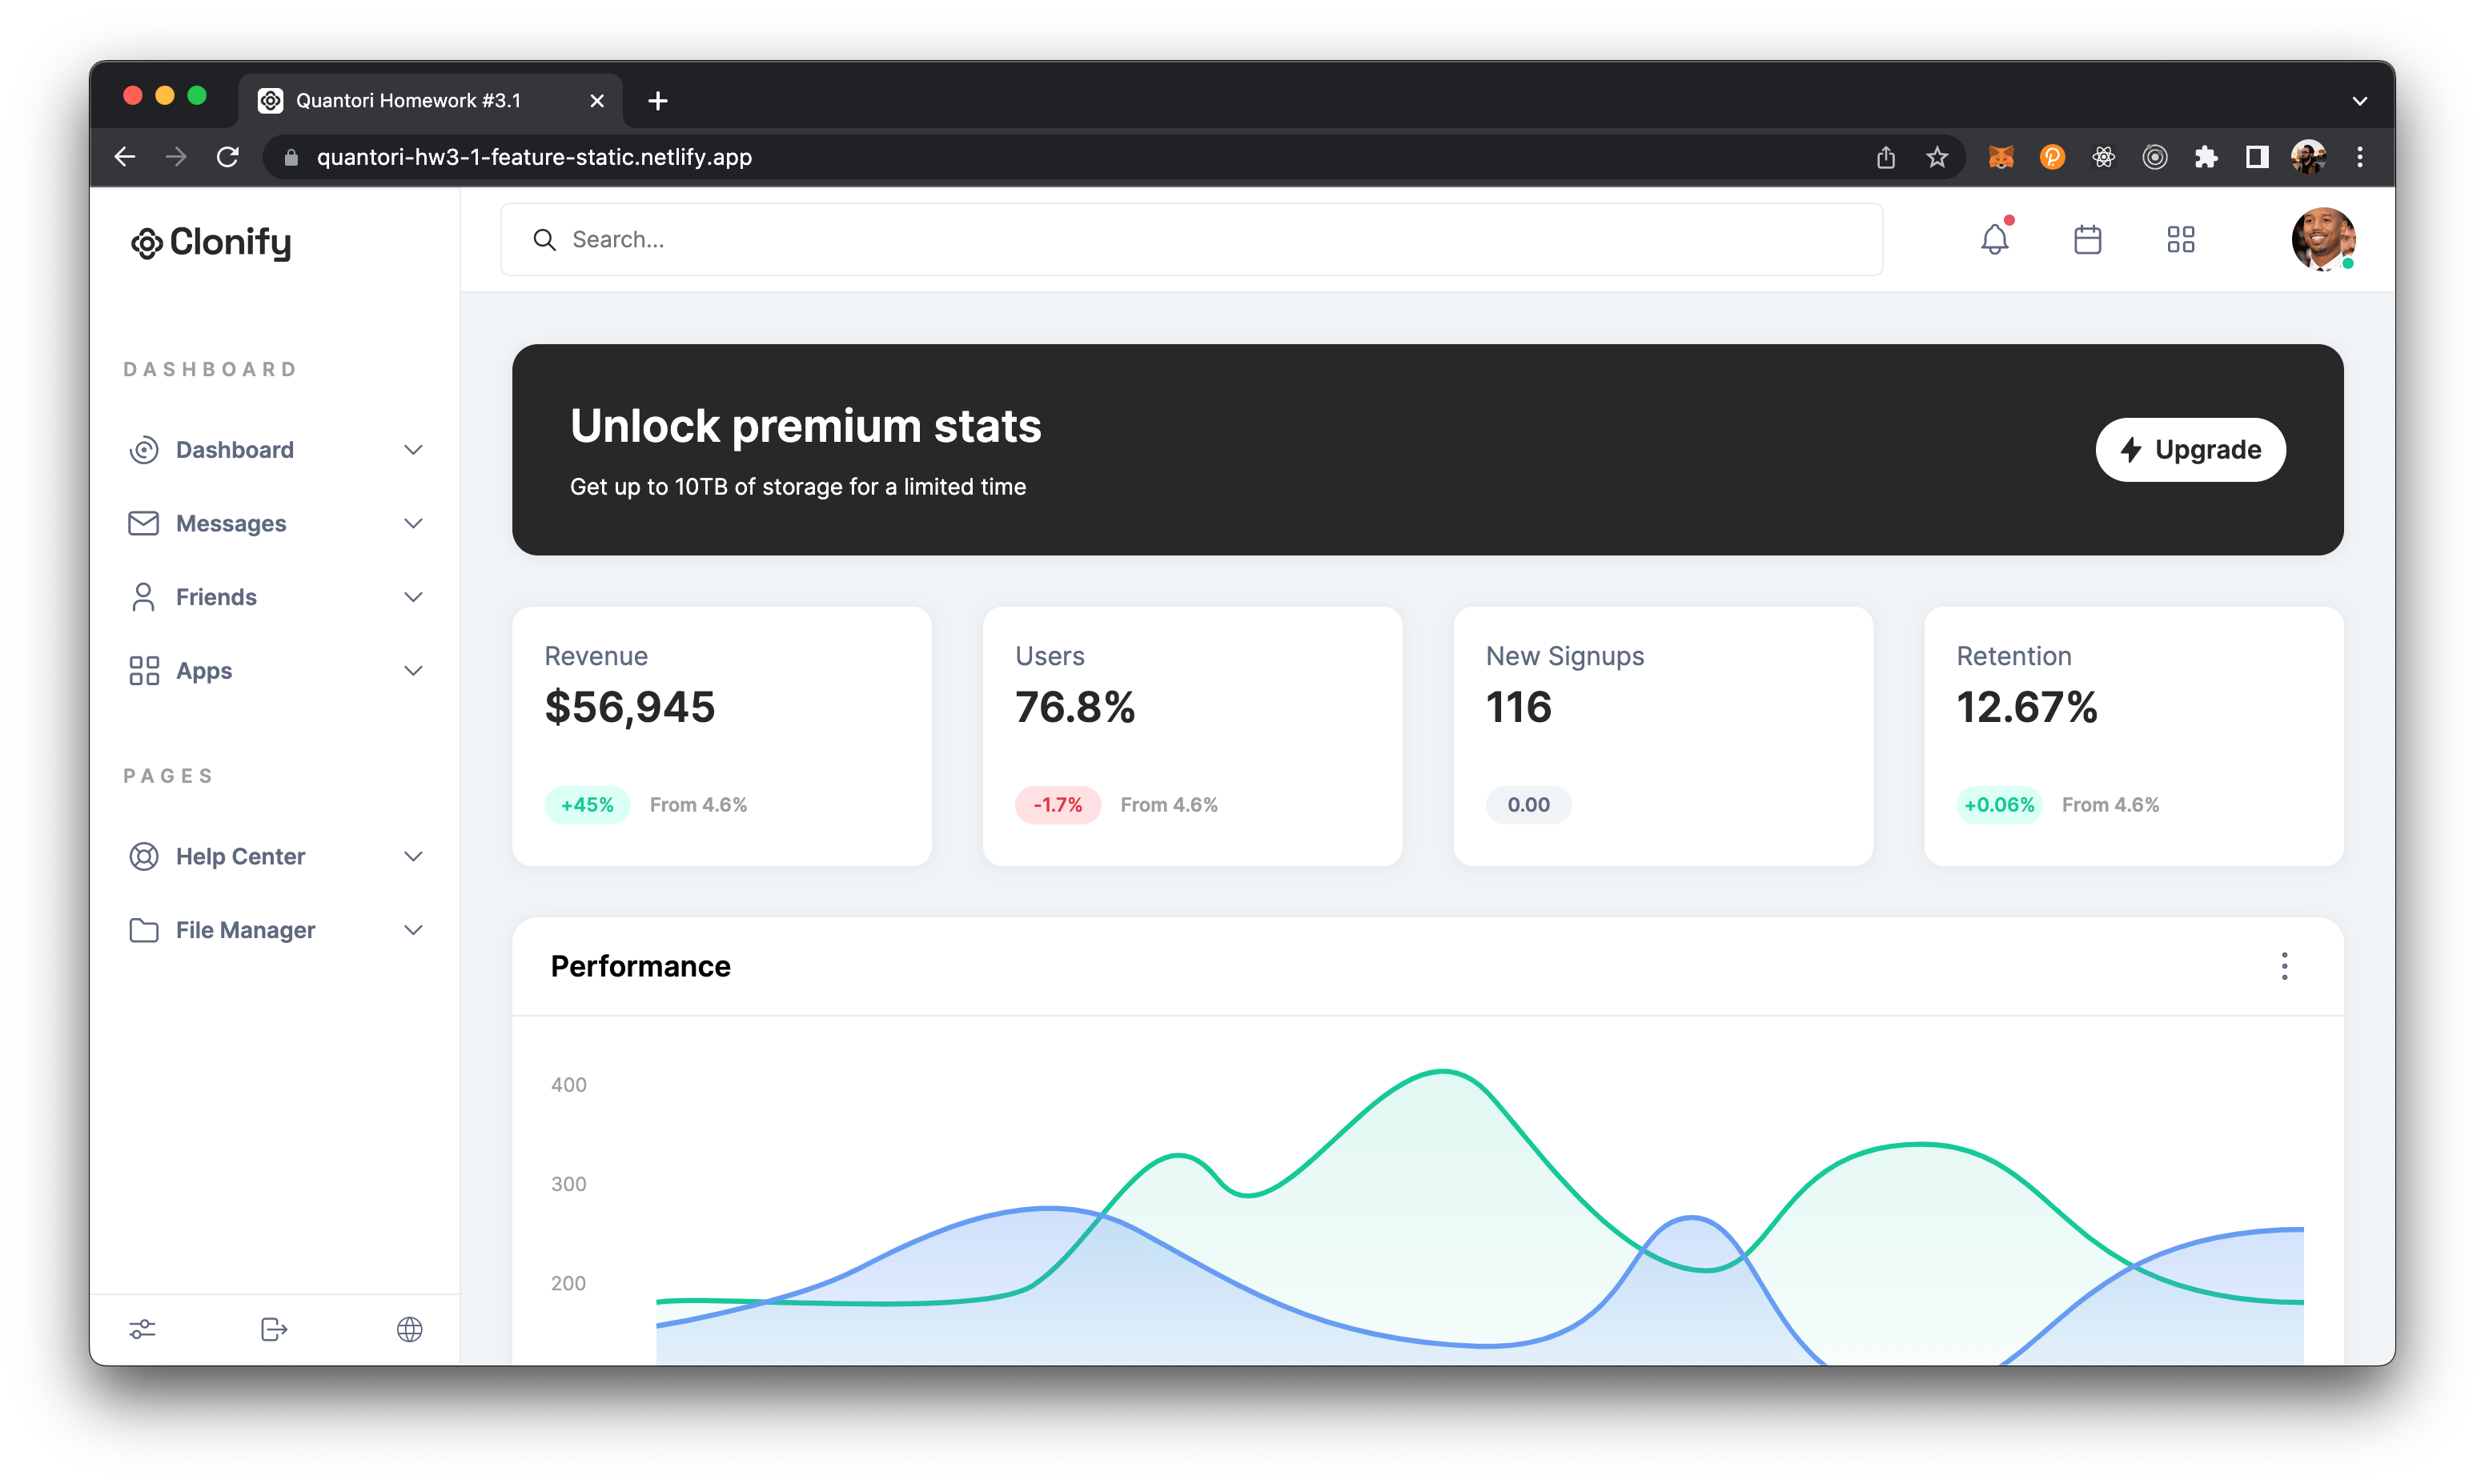 Quantori Homework #3.1
quantori-hw3-1-feature-static.netlify.app
Clonify
Search...
DASHBOARD
Dashboard
Messages
Friends
Apps
PAGES
Help Center
File Manager
Unlock premium stats
Get up to 10TB of storage for a limited time
Upgrade
Revenue
$56,945
+45% From 4.6%
Users
76.8%
-1.7% From 4.6%
New Signups
116
0.00
Retention
12.67%
+0.06% From 4.6%
Performance
400
300
200